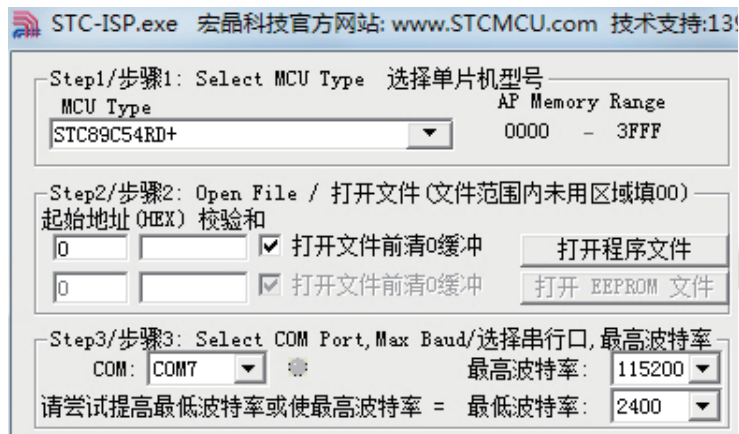 STC-ISP.exe 宏晶科技官方网站: www.STCMCU.com 技术支持:139
Step1/步骤1: Select MCU Type 选择单片机型号
MCU Type AP Memory Range
STC89C54RD+ 0000 - 3FFF
Step2/步骤2: Open File / 打开文件(文件范围内未用区域填00)
起始地址(HEX) 校验和
0 打开文件前清0缓冲 打开程序文件
0 打开文件前清0缓冲 打开 EEPROM 文件
Step3/步骤3: Select COM Port,Max Baud/选择串行口,最高波特率
COM: COM7 最高波特率: 115200
请尝试提高最低波特率或使最高波特率 = 最低波特率: 2400